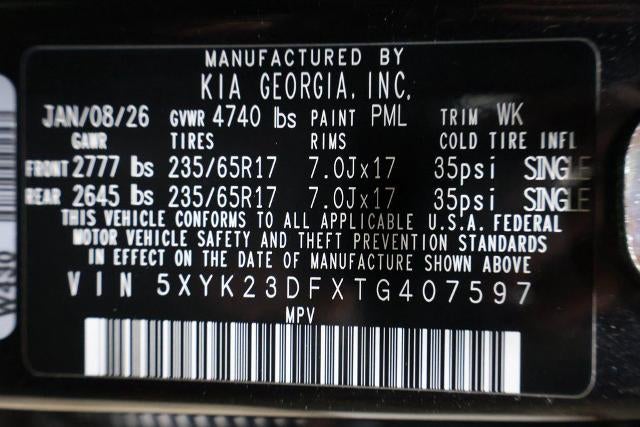 MANUFACTURED BY
KIA GEORGIA, INC.
JAN/08/26 GVWR 4740 lbs PAINT PML TRIM WK
GAWR TIRES RIMS COLD TIRE INFL
FRONT 2777 lbs 235/65R17 7.0Jx17 35psi SINGLE
REAR 2645 lbs 235/65R17 7.0Jx17 35psi SINGLE
THIS VEHICLE CONFORMS TO ALL APPLICABLE U.S.A. FEDERAL
MOTOR VEHICLE SAFETY AND THEFT PREVENTION STANDARDS
IN EFFECT ON THE DATE OF MANUFACTURE SHOWN ABOVE
VIN 5XYK23DFXTG407597
MPV